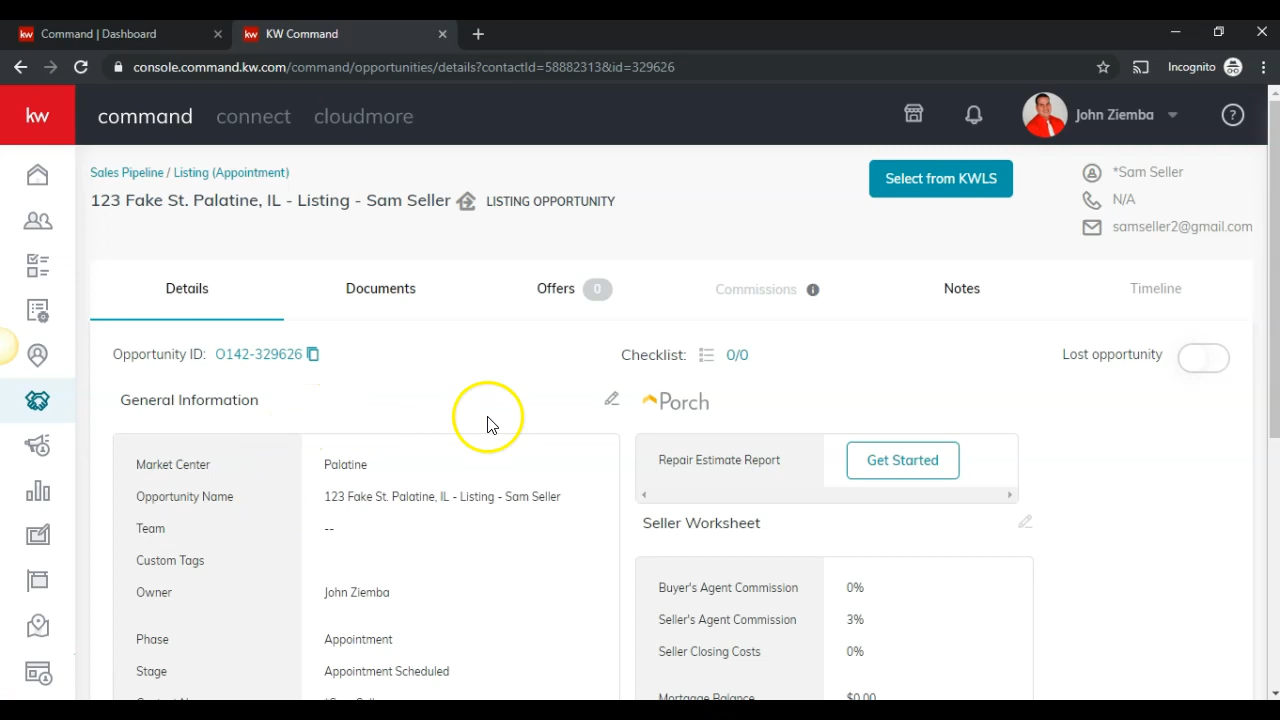 kw Command | Dashboard
kw KW Command
console.command.kw.com/command/opportunities/details?contactId=58882313&id=329626
Incognito
kw
command connect cloudmore
John Ziemba
Sales Pipeline / Listing (Appointment)
123 Fake St. Palatine, IL - Listing - Sam Seller LISTING OPPORTUNITY
Select from KWLS
*Sam Seller
N/A
samseller2@gmail.com
Details Documents Offers 0 Commissions Notes Timeline
Opportunity ID: O142-329626
Checklist: 0/0
Lost opportunity
General Information
Market Center Palatine
Opportunity Name 123 Fake St. Palatine, IL - Listing - Sam Seller
Team --
Custom Tags
Owner John Ziemba
Phase Appointment
Stage Appointment Scheduled
Porch
Repair Estimate Report Get Started
Seller Worksheet
Buyer's Agent Commission 0%
Seller's Agent Commission 3%
Seller Closing Costs 0%
Mortgage Balance $0.00